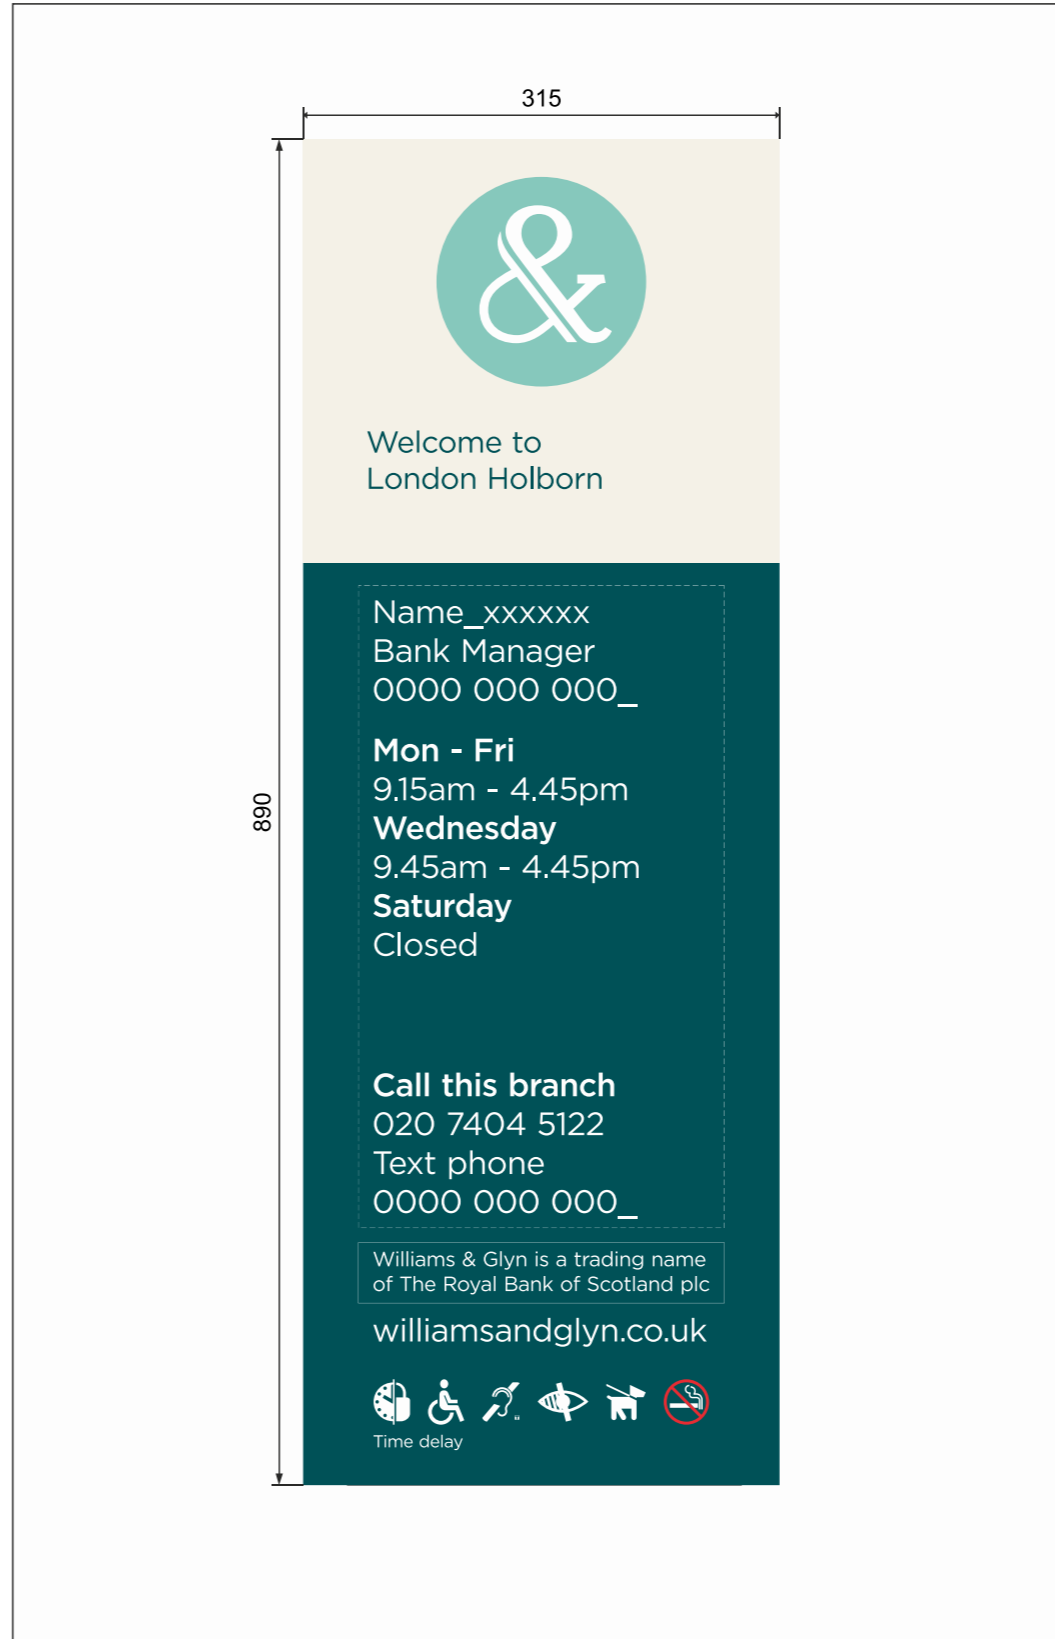 315
890
&
Welcome to
London Holborn
Name_xxxxxx
Bank Manager
0000 000 000_
Mon - Fri
9.15am - 4.45pm
Wednesday
9.45am - 4.45pm
Saturday
Closed
Call this branch
020 7404 5122
Text phone
0000 000 000_
Williams & Glyn is a trading name
of The Royal Bank of Scotland plc
williamsandglyn.co.uk
Time delay